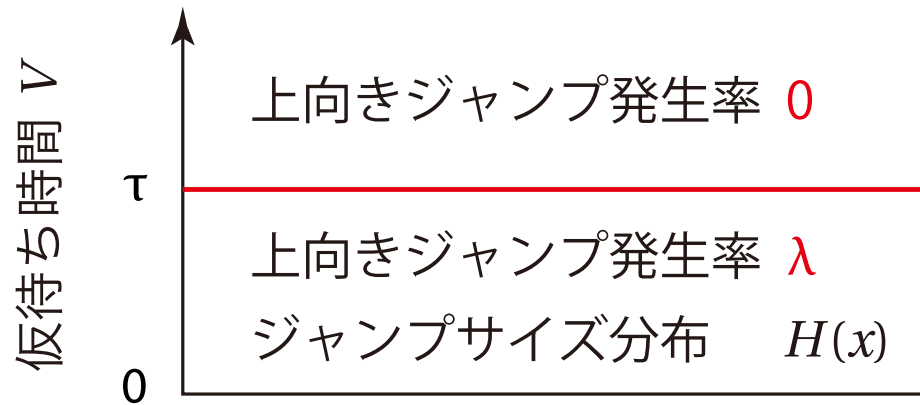 仮待ち時間 V
上向きジャンプ発生率 0
τ
上向きジャンプ発生率 λ
ジャンプサイズ分布 H(x)
0